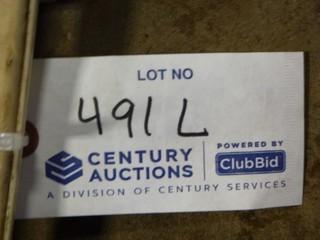 LOT NO
491L
CENTURY
AUCTIONS
POWERED BY
ClubBid
A DIVISION OF CENTURY SERVICES